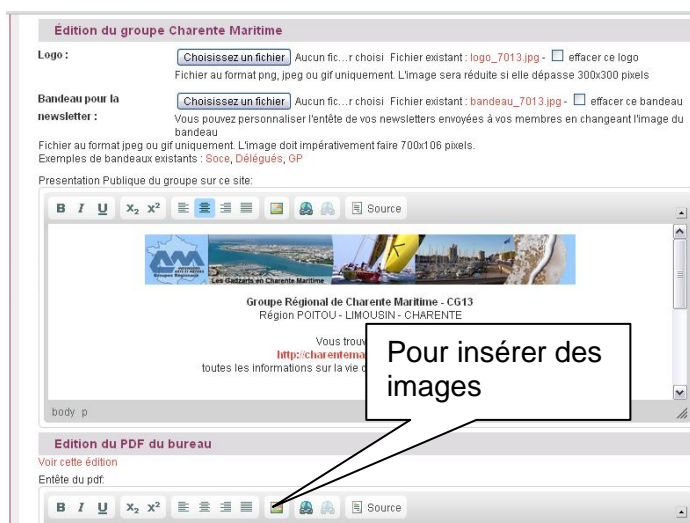 Édition du groupe Charente Maritime
Logo :
Choisissez un fichier Aucun fic...r choisi Fichier existant : logo_7013.jpg - effacer ce logo
Fichier au format png, jpeg ou gif uniquement. L'image sera réduite si elle dépasse 300x300 pixels
Bandeau pour la newsletter :
Choisissez un fichier Aucun fic...r choisi Fichier existant : bandeau_7013.jpg - effacer ce bandeau
Vous pouvez personnaliser l'entête de vos newsletters envoyées à vos membres en changeant l'image du
bandeau
Fichier au format jpeg ou gif uniquement. L'image doit impérativement faire 700x106 pixels.
Exemples de bandeaux existants : Soce, Délégués, GP
Presentation Publique du groupe sur ce site:
B I U X₂ X² Source
Les Gadzarts en Charente Maritime
Groupes Régionaux
Groupe Régional de Charente Maritime - CG13
Région POITOU - LIMOUSIN - CHARENTE
Vous trouv
http://charentema
toutes les informations sur la vie d
Pour insérer des
images
body p
Edition du PDF du bureau
Voir cette édition
Entête du pdf:
B I U X₂ X² Source